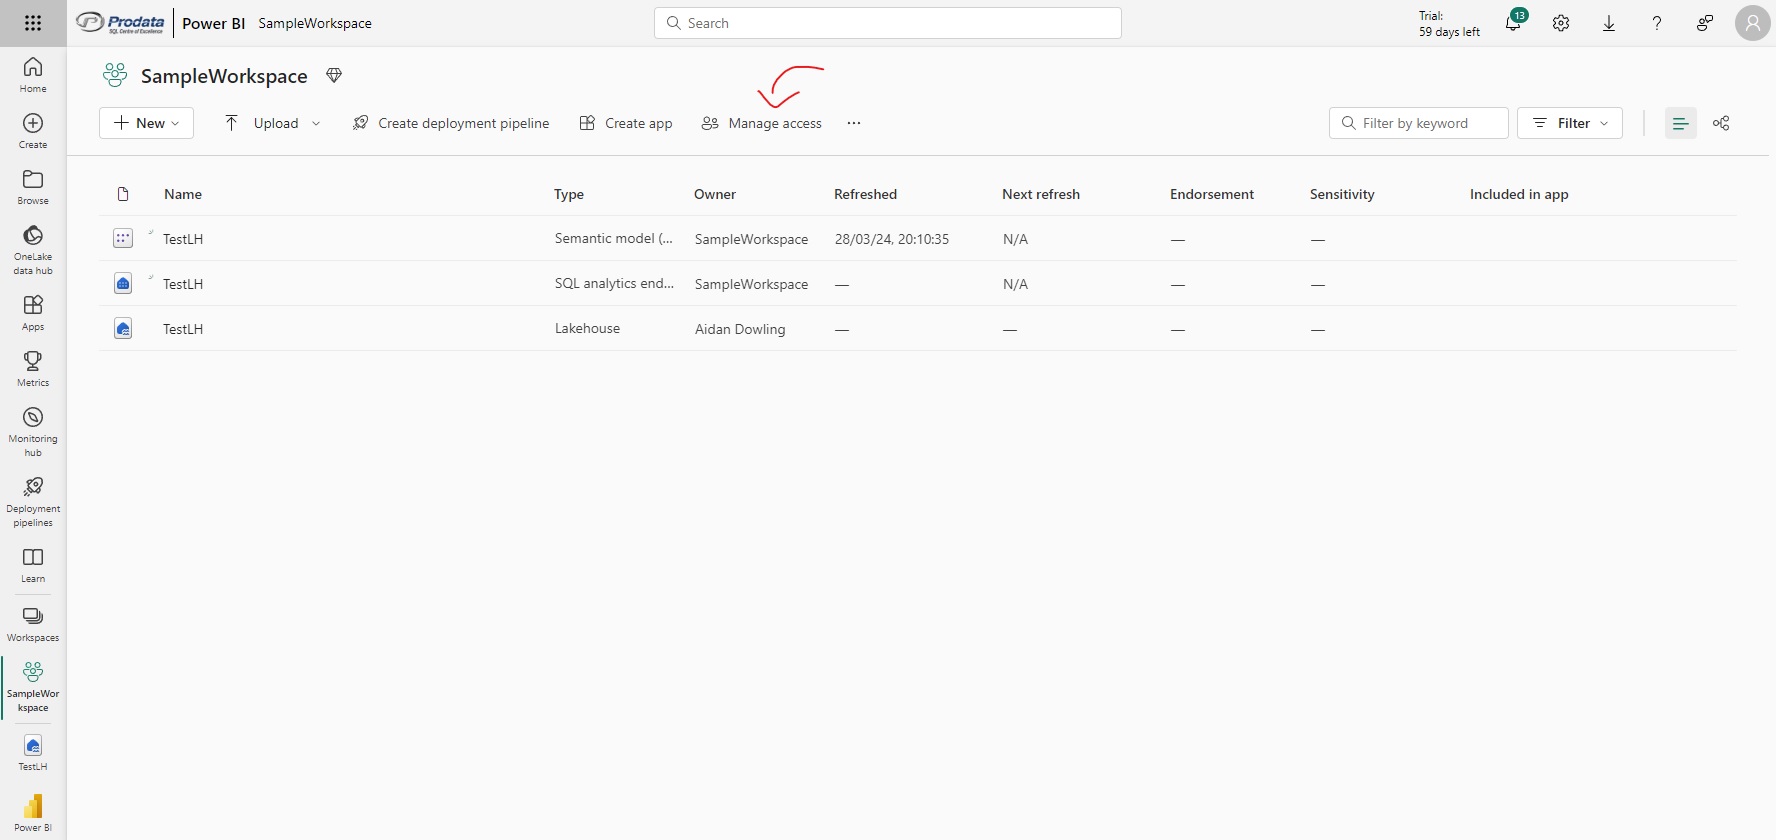 Prodata
SQL Centre of Excellence
Power BI
SampleWorkspace
Search
Trial:
59 days left
13
Home
Create
Browse
OneLake
data hub
Apps
Metrics
Monitoring
hub
Deployment
pipelines
Learn
Workspaces
SampleWor
kspace
TestLH
Power BI
SampleWorkspace
New
Upload
Create deployment pipeline
Create app
Manage access
...
Filter by keyword
Filter
Name Type Owner Refreshed Next refresh Endorsement Sensitivity Included in app
TestLH Semantic model (... SampleWorkspace 28/03/24, 20:10:35 N/A — —
TestLH SQL analytics end... SampleWorkspace — N/A — —
TestLH Lakehouse Aidan Dowling — — — —